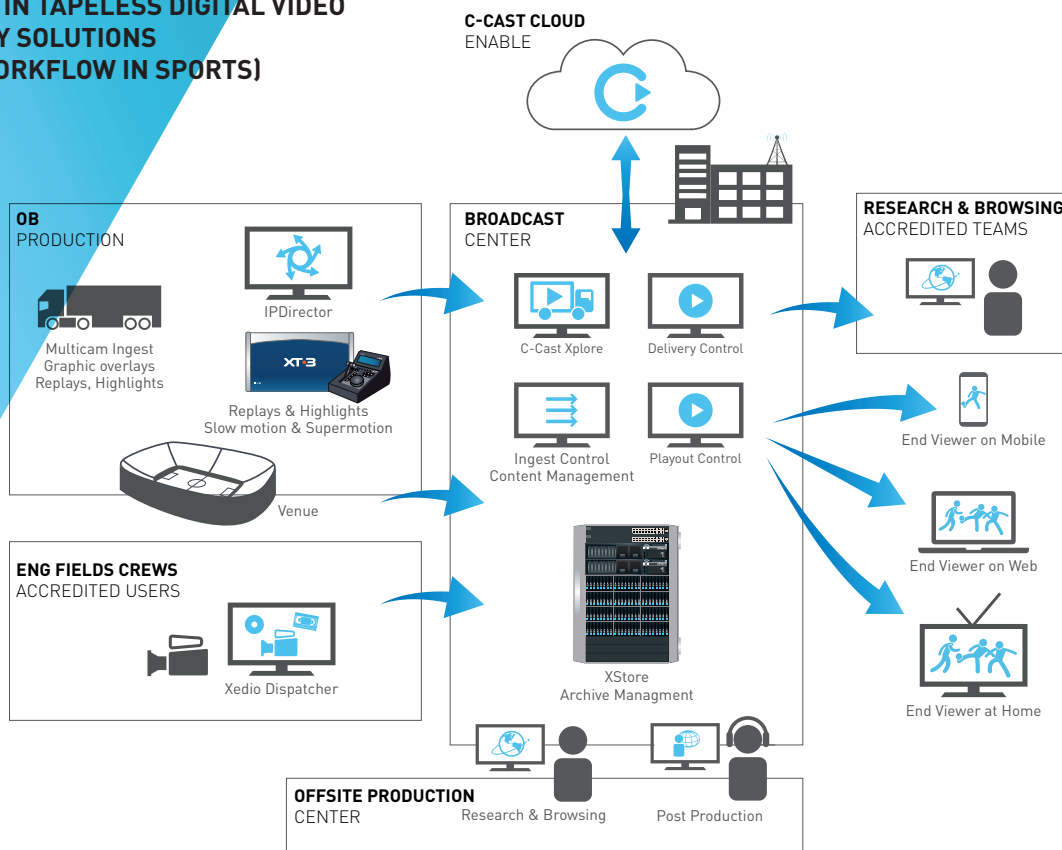 IN TAPELESS DIGITAL VIDEO
Y SOLUTIONS
ORKFLOW IN SPORTS)
C-CAST CLOUD
ENABLE
OB
PRODUCTION
IPDirector
Multicam Ingest
Graphic overlays
Replays, Highlights
XT3
Replays & Highlights
Slow motion & Supermotion
Venue
ENG FIELDS CREWS
ACCREDITED USERS
Xedio Dispatcher
BROADCAST
CENTER
C-Cast Xplore
Delivery Control
Ingest Control
Content Management
Playout Control
XStore
Archive Managment
RESEARCH & BROWSING
ACCREDITED TEAMS
End Viewer on Mobile
End Viewer on Web
End Viewer at Home
OFFSITE PRODUCTION
CENTER
Research & Browsing
Post Production